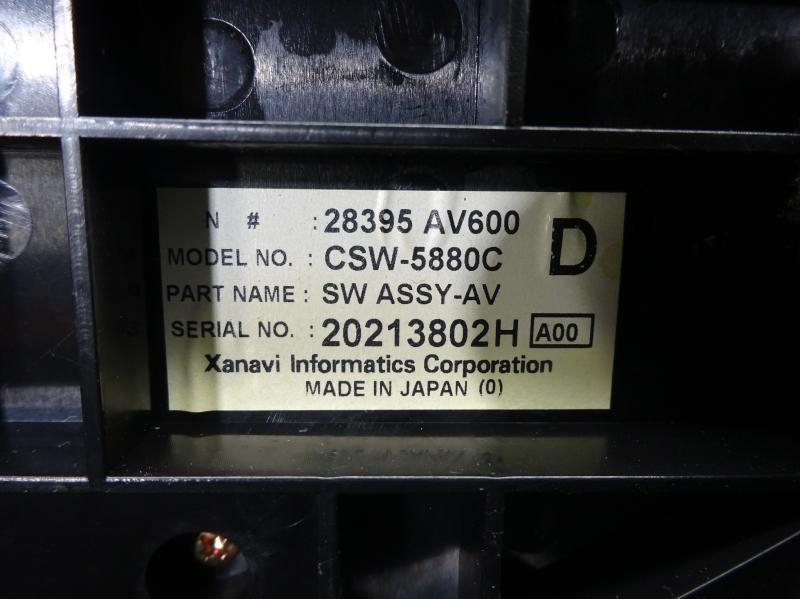 N # : 28395 AV600
D
MODEL NO. : CSW-5880C
PART NAME : SW ASSY-AV
SERIAL NO. : 20213802H A00
Xanavi Informatics Corporation
MADE IN JAPAN (0)